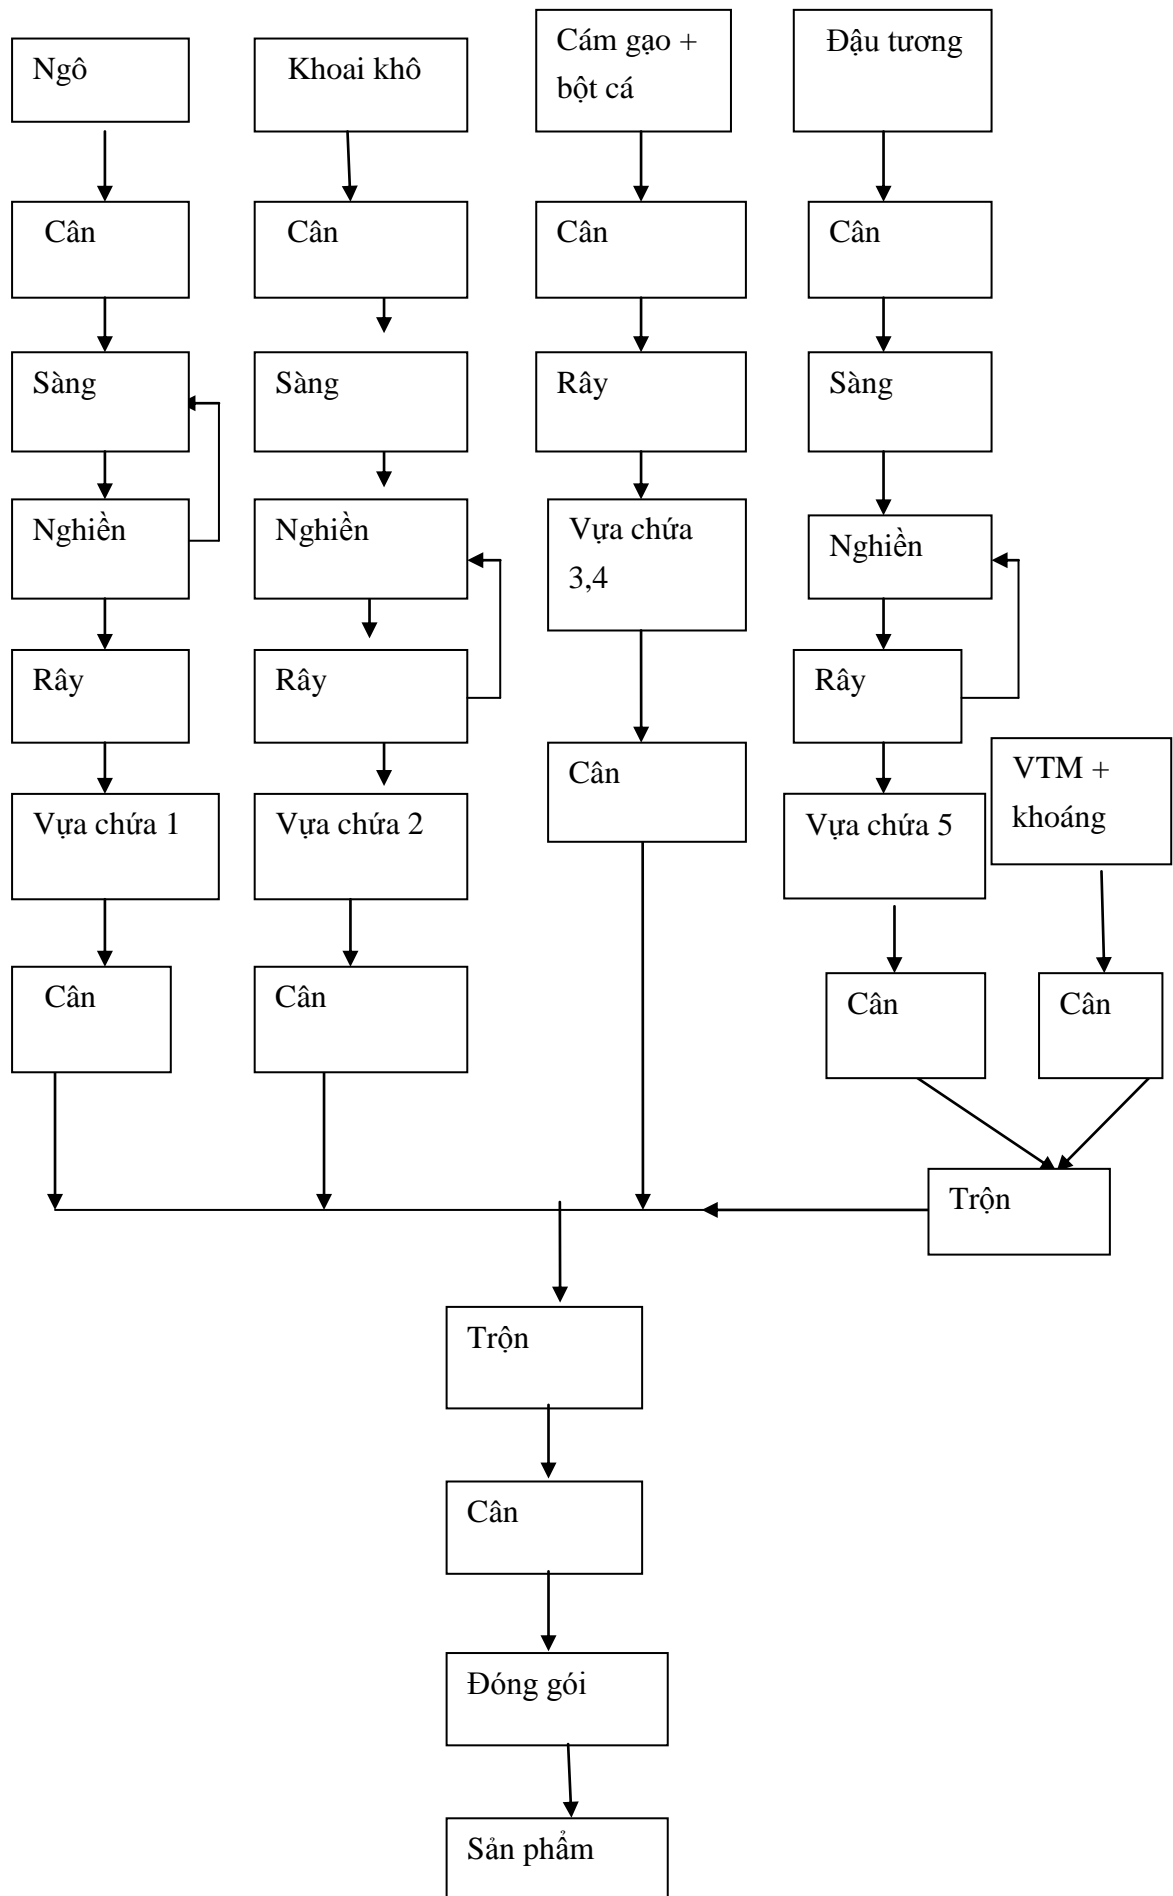 Ngô
Khoai khô
Cám gạo +
bột cá
Đậu tương
Cân
Cân
Cân
Cân
Sàng
Sàng
Rây
Sàng
Nghiền
Nghiền
Vựa chứa
3,4
Nghiền
Rây
Rây
Rây
Cân
VTM +
khoáng
Vựa chứa 1
Vựa chứa 2
Vựa chứa 5
Cân
Cân
Cân
Cân
Trộn
Trộn
Cân
Đóng gói
Sản phẩm